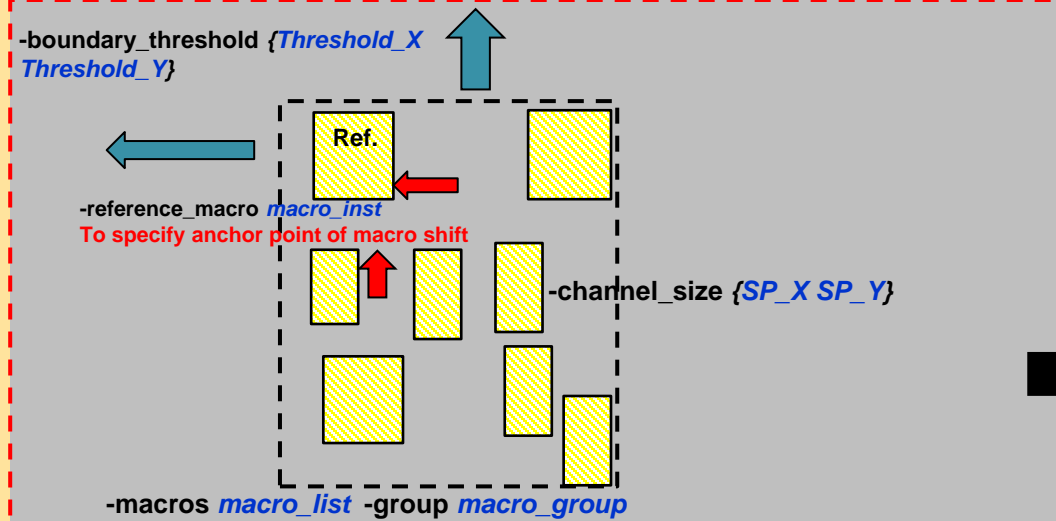 -boundary_threshold {Threshold_X
Threshold_Y}
Ref.
-reference_macro macro_inst
To specify anchor point of macro shift
-channel_size {SP_X SP_Y}
-macros macro_list -group macro_group